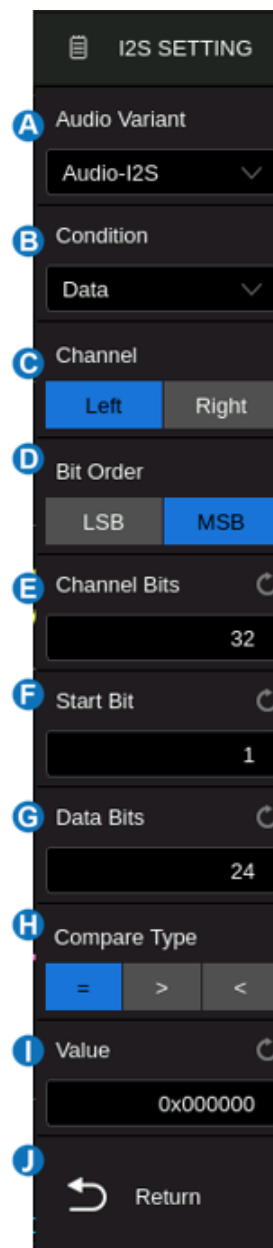 I2S SETTING
A Audio Variant
Audio-I2S
B Condition
Data
C Channel
Left Right
D Bit Order
LSB MSB
E Channel Bits
32
F Start Bit
1
G Data Bits
24
H Compare Type
= > <
I Value
0x000000
J
Return